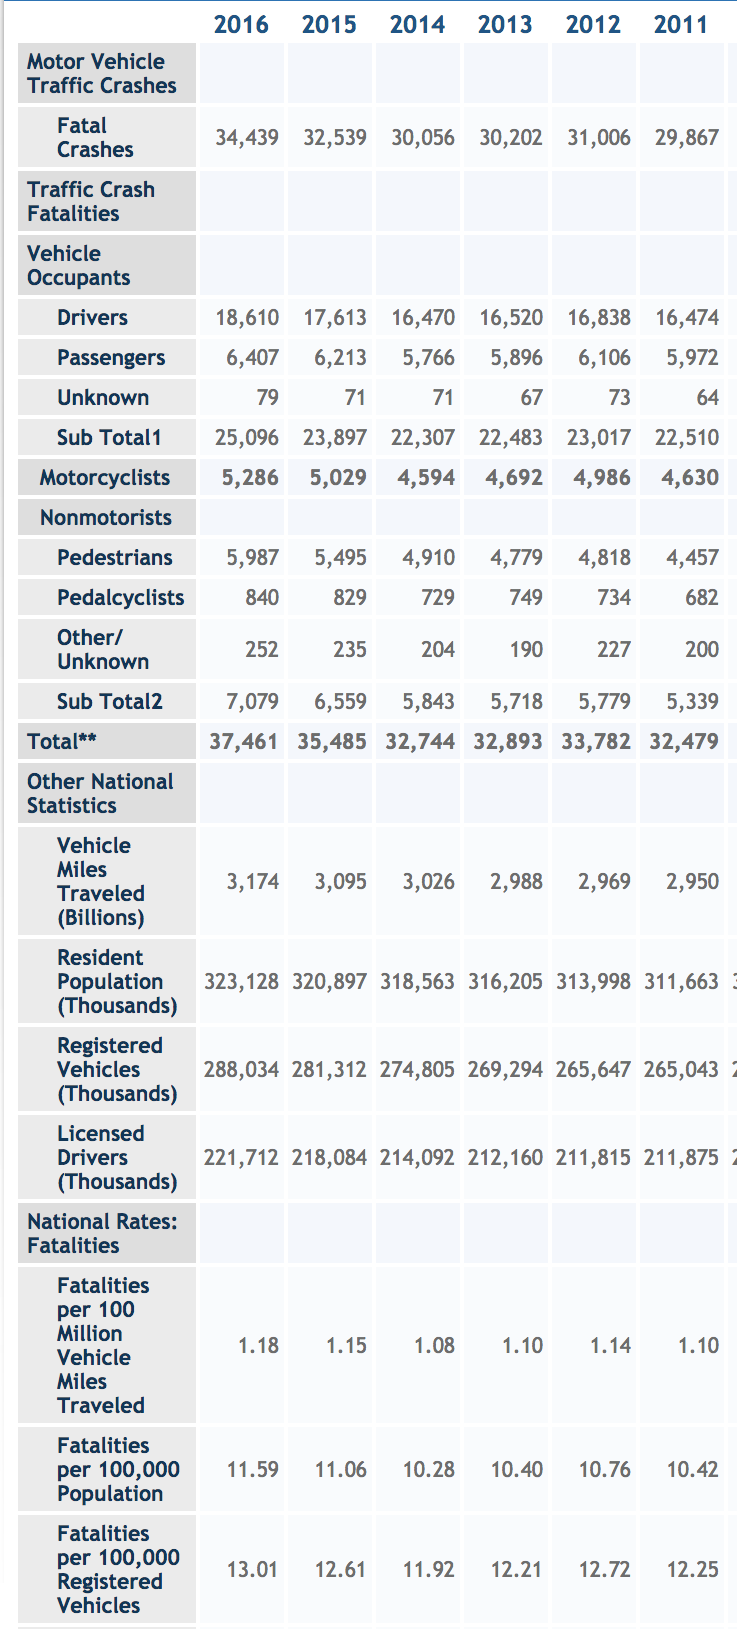 2016 2015 2014 2013 2012 2011
Motor Vehicle
Traffic Crashes
Fatal
Crashes 34,439 32,539 30,056 30,202 31,006 29,867
Traffic Crash
Fatalities
Vehicle
Occupants
Drivers 18,610 17,613 16,470 16,520 16,838 16,474
Passengers 6,407 6,213 5,766 5,896 6,106 5,972
Unknown 79 71 71 67 73 64
Sub Total1 25,096 23,897 22,307 22,483 23,017 22,510
Motorcyclists 5,286 5,029 4,594 4,692 4,986 4,630
Nonmotorists
Pedestrians 5,987 5,495 4,910 4,779 4,818 4,457
Pedalcyclists 840 829 729 749 734 682
Other/
Unknown 252 235 204 190 227 200
Sub Total2 7,079 6,559 5,843 5,718 5,779 5,339
Total** 37,461 35,485 32,744 32,893 33,782 32,479
Other National
Statistics
Vehicle
Miles
Traveled
(Billions) 3,174 3,095 3,026 2,988 2,969 2,950
Resident
Population
(Thousands) 323,128 320,897 318,563 316,205 313,998 311,663
Registered
Vehicles
(Thousands) 288,034 281,312 274,805 269,294 265,647 265,043
Licensed
Drivers
(Thousands) 221,712 218,084 214,092 212,160 211,815 211,875
National Rates:
Fatalities
Fatalities
per 100
Million
Vehicle
Miles
Traveled 1.18 1.15 1.08 1.10 1.14 1.10
Fatalities
per 100,000
Population 11.59 11.06 10.28 10.40 10.76 10.42
Fatalities
per 100,000
Registered
Vehicles 13.01 12.61 11.92 12.21 12.72 12.25